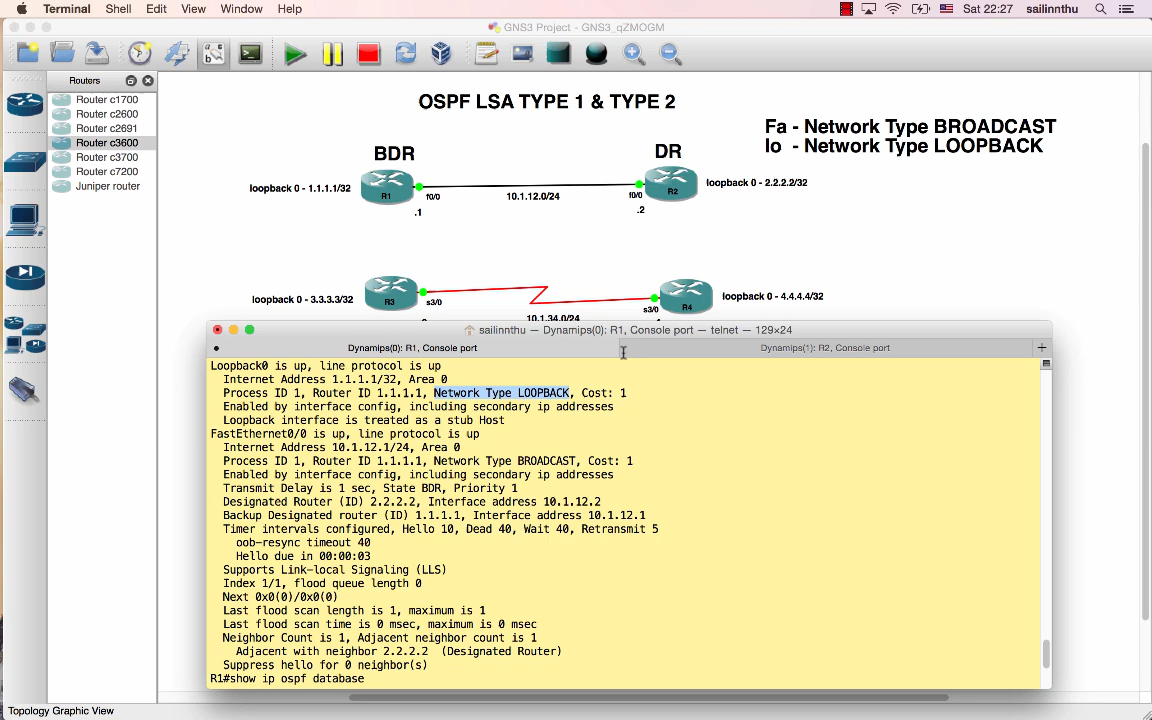 Terminal Shell Edit View Window Help Sat 22:27 sailinnthu
GNS3 Project - GNS3_qZMOGM
Routers
Router c1700
Router c2600
Router c2691
Router c3600
Router c3700
Router c7200
Juniper router
OSPF LSA TYPE 1 & TYPE 2
Fa - Network Type BROADCAST
lo - Network Type LOOPBACK
BDR
DR
loopback 0 - 1.1.1.1/32
R1
f0/0
.1
10.1.12.0/24
f0/0
.2
R2
loopback 0 - 2.2.2.2/32
loopback 0 - 3.3.3.3/32
R3
s3/0
10.1.34.0/24
s3/0
R4
loopback 0 - 4.4.4.4/32
sailinnthu — Dynamips(0): R1, Console port — telnet — 129×24
Dynamips(0): R1, Console port
Dynamips(1): R2, Console port
Loopback0 is up, line protocol is up
Internet Address 1.1.1.1/32, Area 0
Process ID 1, Router ID 1.1.1.1, Network Type LOOPBACK, Cost: 1
Enabled by interface config, including secondary ip addresses
Loopback interface is treated as a stub Host
FastEthernet0/0 is up, line protocol is up
Internet Address 10.1.12.1/24, Area 0
Process ID 1, Router ID 1.1.1.1, Network Type BROADCAST, Cost: 1
Enabled by interface config, including secondary ip addresses
Transmit Delay is 1 sec, State BDR, Priority 1
Designated Router (ID) 2.2.2.2, Interface address 10.1.12.2
Backup Designated router (ID) 1.1.1.1, Interface address 10.1.12.1
Timer intervals configured, Hello 10, Dead 40, Wait 40, Retransmit 5
oob-resync timeout 40
Hello due in 00:00:03
Supports Link-local Signaling (LLS)
Index 1/1, flood queue length 0
Next 0x0(0)/0x0(0)
Last flood scan length is 1, maximum is 1
Last flood scan time is 0 msec, maximum is 0 msec
Neighbor Count is 1, Adjacent neighbor count is 1
Adjacent with neighbor 2.2.2.2 (Designated Router)
Suppress hello for 0 neighbor(s)
R1#show ip ospf database
Topology Graphic View